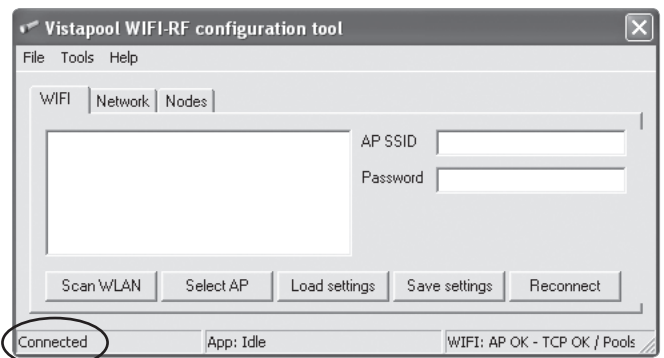 Vistapool WIFI-RF configuration tool
File Tools Help
WIFI Network Nodes
AP SSID
Password
Scan WLAN Select AP Load settings Save settings Reconnect
Connected App: Idle WIFI: AP OK - TCP OK / Pools